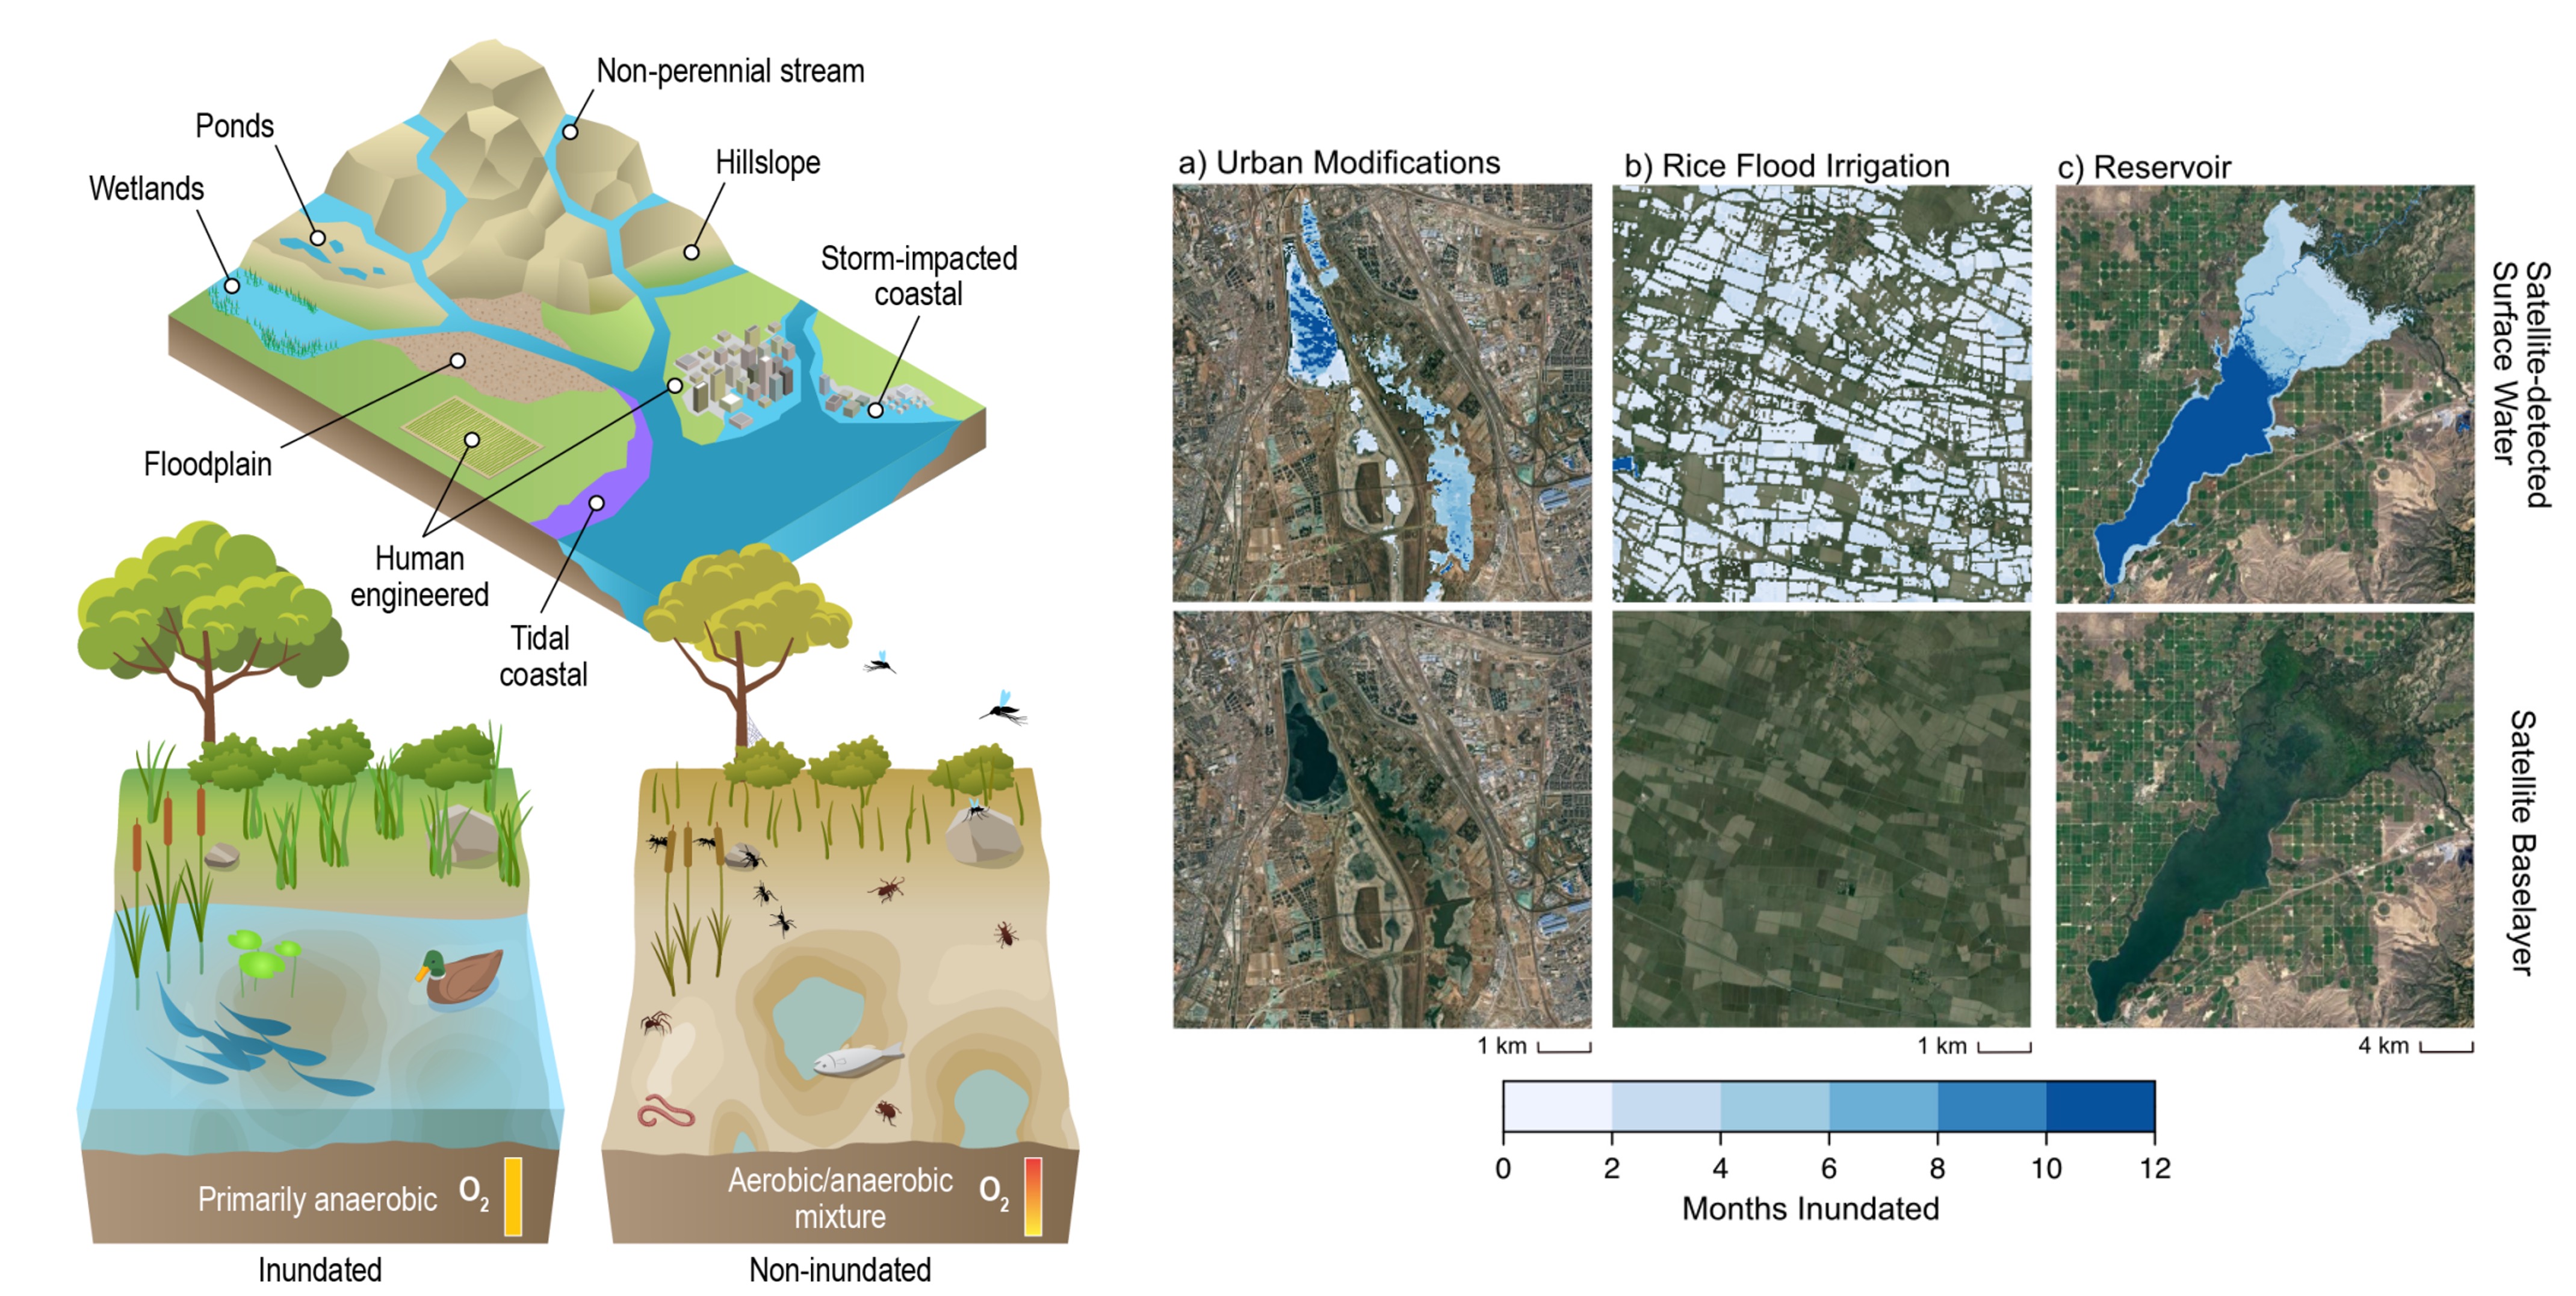 Non-perennial stream
Ponds
Hillslope
Wetlands
Storm-impacted
coastal
Floodplain
Human
engineered
Tidal
coastal
Primarily anaerobic O₂
Inundated
Aerobic/anaerobic
mixture
O₂
Non-inundated
a) Urban Modifications
b) Rice Flood Irrigation
c) Reservoir
Satellite-detected
Surface Water
Satellite Baselayer
1 km
1 km
4 km
0 2 4 6 8 10 12
Months Inundated